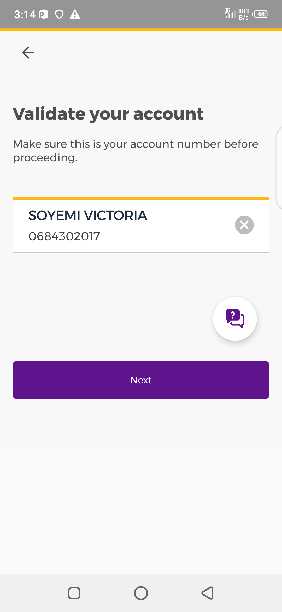 3:14
Validate your account
Make sure this is your account number before
proceeding.
SOYEMI VICTORIA
0684302017
Next